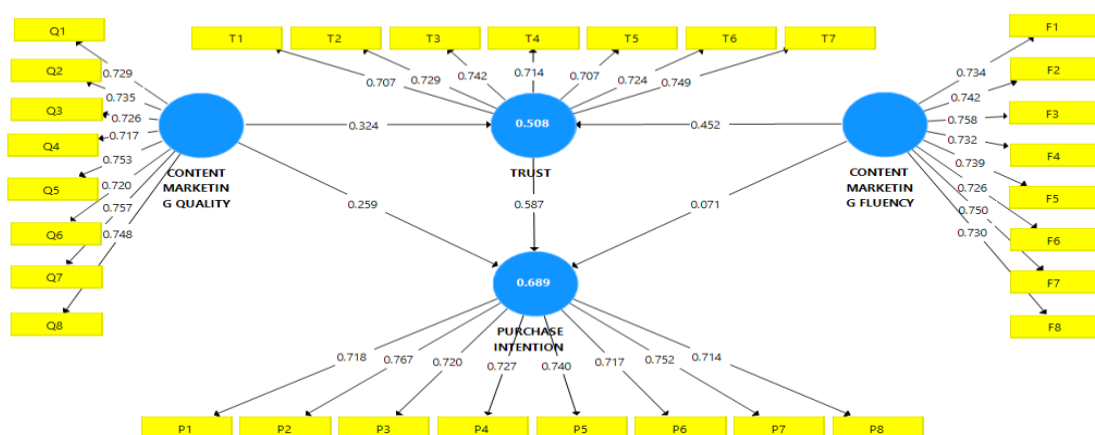 Q1
Q2
Q3
Q4
Q5
Q6
Q7
Q8
0.729
0.735
0.726
0.717
0.753
0.720
0.757
0.748
CONTENT
MARKETIN
G QUALITY
T1
T2
T3
T4
T5
T6
T7
0.707
0.729
0.742
0.714
0.707
0.724
0.749
0.324
0.508
0.452
TRUST
F1
F2
F3
F4
F5
F6
F7
F8
0.734
0.742
0.758
0.732
0.739
0.726
0.750
0.730
CONTENT
MARKETIN
G FLUENCY
0.259
0.587
0.071
0.689
PURCHASE
INTENTION
0.718
0.767
0.720
0.727
0.740
0.717
0.752
0.714
P1
P2
P3
P4
P5
P6
P7
P8